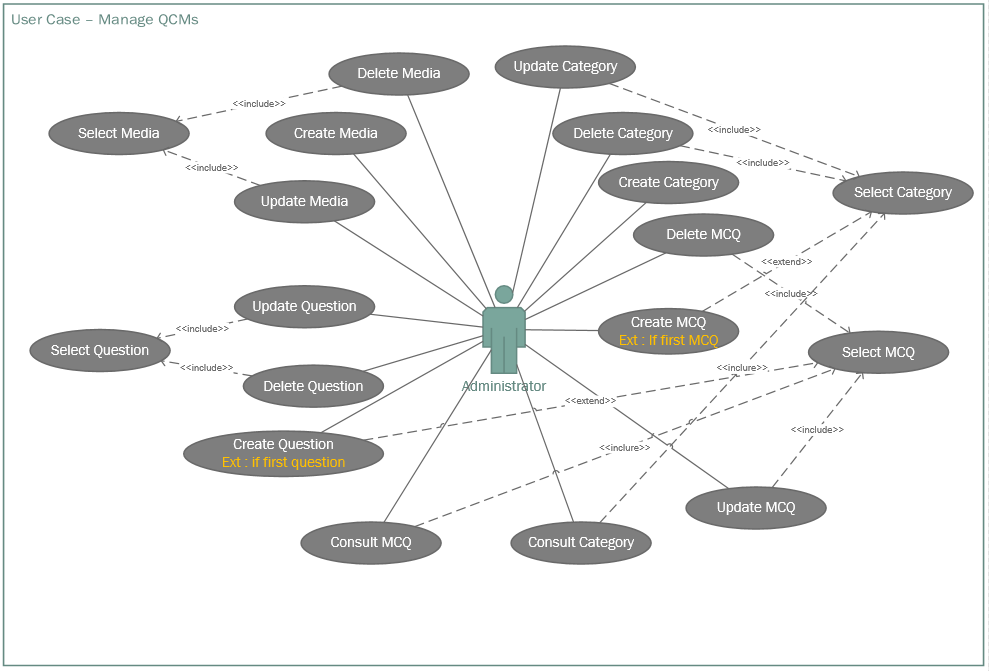 User Case – Manage QCMs
Update Category
Delete Media
<<include>>
Select Media
Create Media
Delete Category
<<include>>
<<include>>
<<include>>
Create Category
Select Category
Update Media
Delete MCQ
<<extend>>
<<include>>
Update Question
<<include>>
Create MCQ
Ext : If first MCQ
Select Question
Select MCQ
<<include>>
<<inclure>>
Delete Question
Administrator
<<extend>>
<<include>>
Create Question
Ext : if first question
<<inclure>>
Update MCQ
Consult MCQ
Consult Category